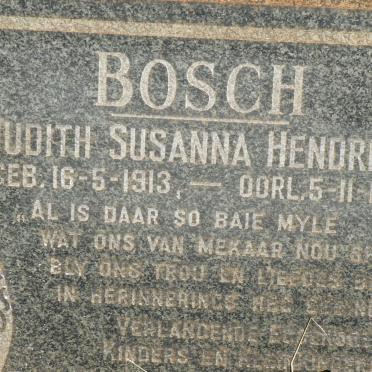 BOSCH
UDITH SUSANNA HENDR
GEB. 16-5-1913, — OORL. 5-11-
„AL IS DAAR SO BAIE MYLE
WAT ONS VAN MEKAAR NOU
BLY ONS TROU EN LIEFDES
IN HERINNERINGS
VERLANGENDE
KINDERS EN